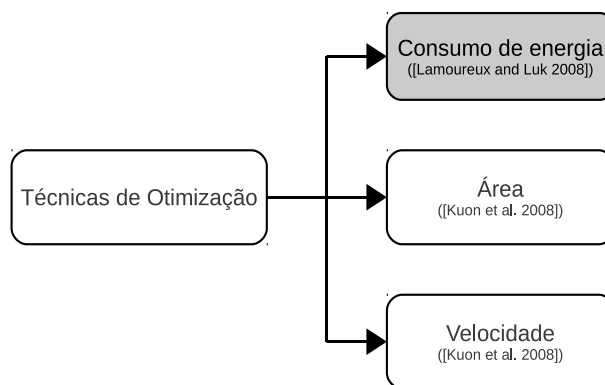 Consumo de energia
([Lamoureux and Luk 2008])
Técnicas de Otimização
Área
([Kuon et al. 2008])
Velocidade
([Kuon et al. 2008])